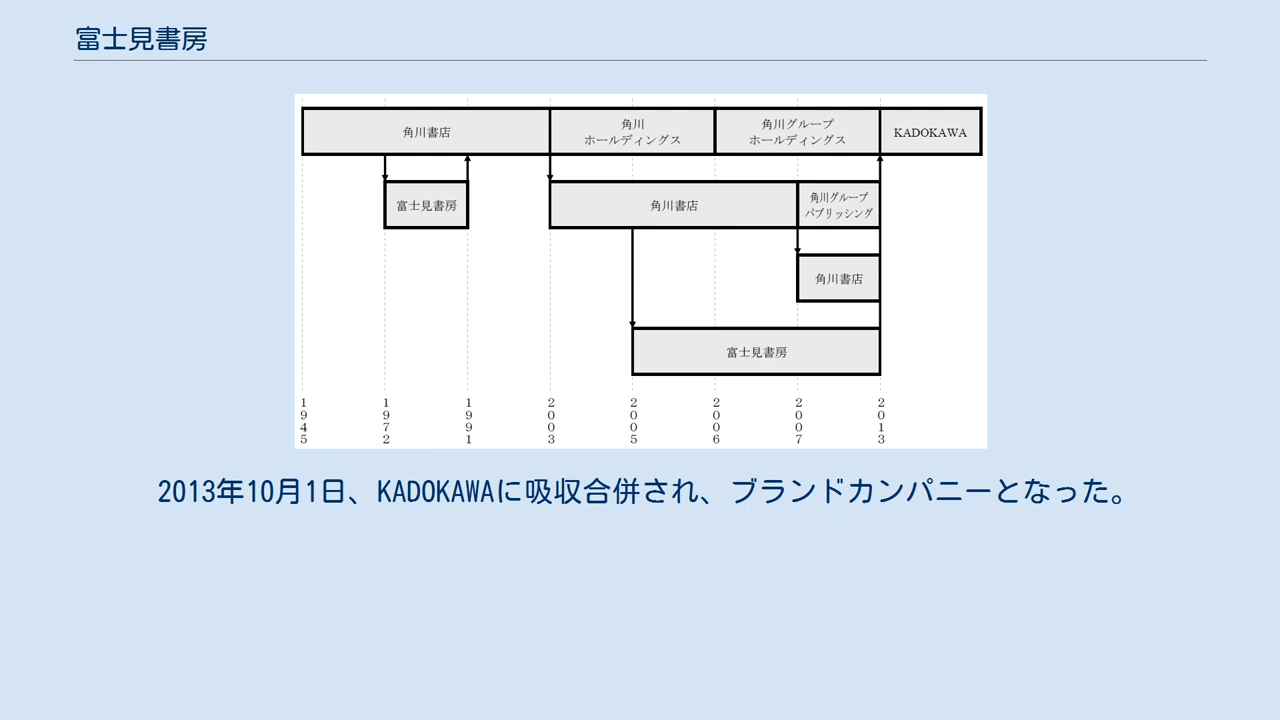 富士見書房
角川書店
角川
ホールディングス
角川グループ
ホールディングス
KADOKAWA
富士見書房
角川書店
角川グループ
パブリッシング
角川書店
富士見書房
1945
1972
1991
2003
2005
2006
2007
2013
2013年10月1日、KADOKAWAに吸収合併され、ブランドカンパニーとなった。